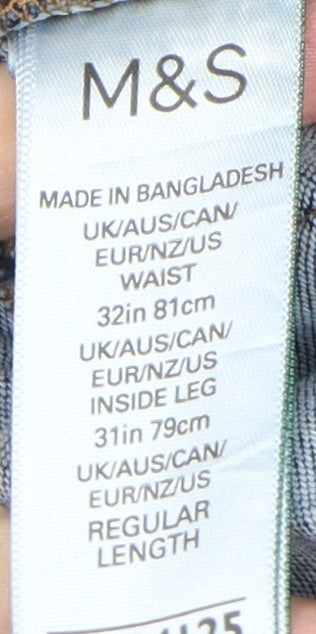 M&S
MADE IN BANGLADESH
UK/AUS/CAN/
EUR/NZ/US
WAIST
32in 81cm
UK/AUS/CAN/
EUR/NZ/US
INSIDE LEG
31in 79cm
UK/AUS/CAN/
EUR/NZ/US
REGULAR
LENGTH